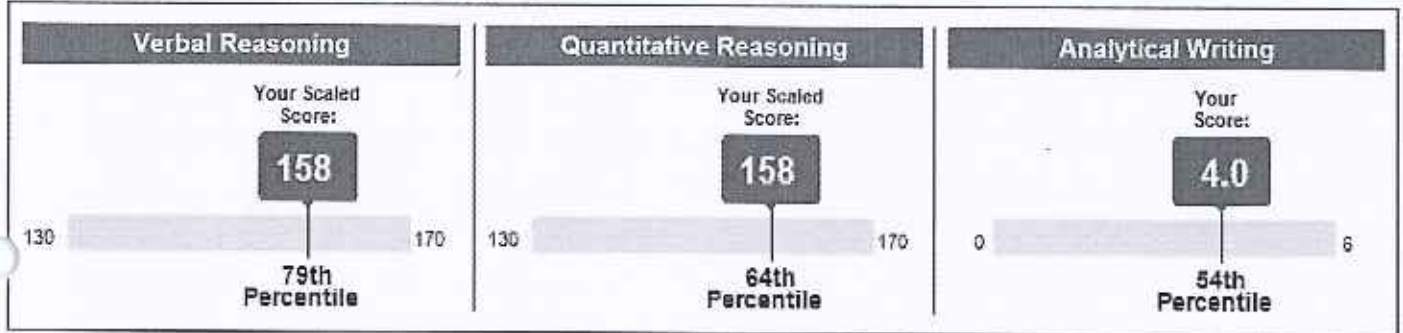 Verbal Reasoning
Your Scaled
Score:
158
130
170
79th
Percentile
Quantitative Reasoning
Your Scaled
Score:
158
130
170
64th
Percentile
Analytical Writing
Your
Score:
4.0
0
6
54th
Percentile